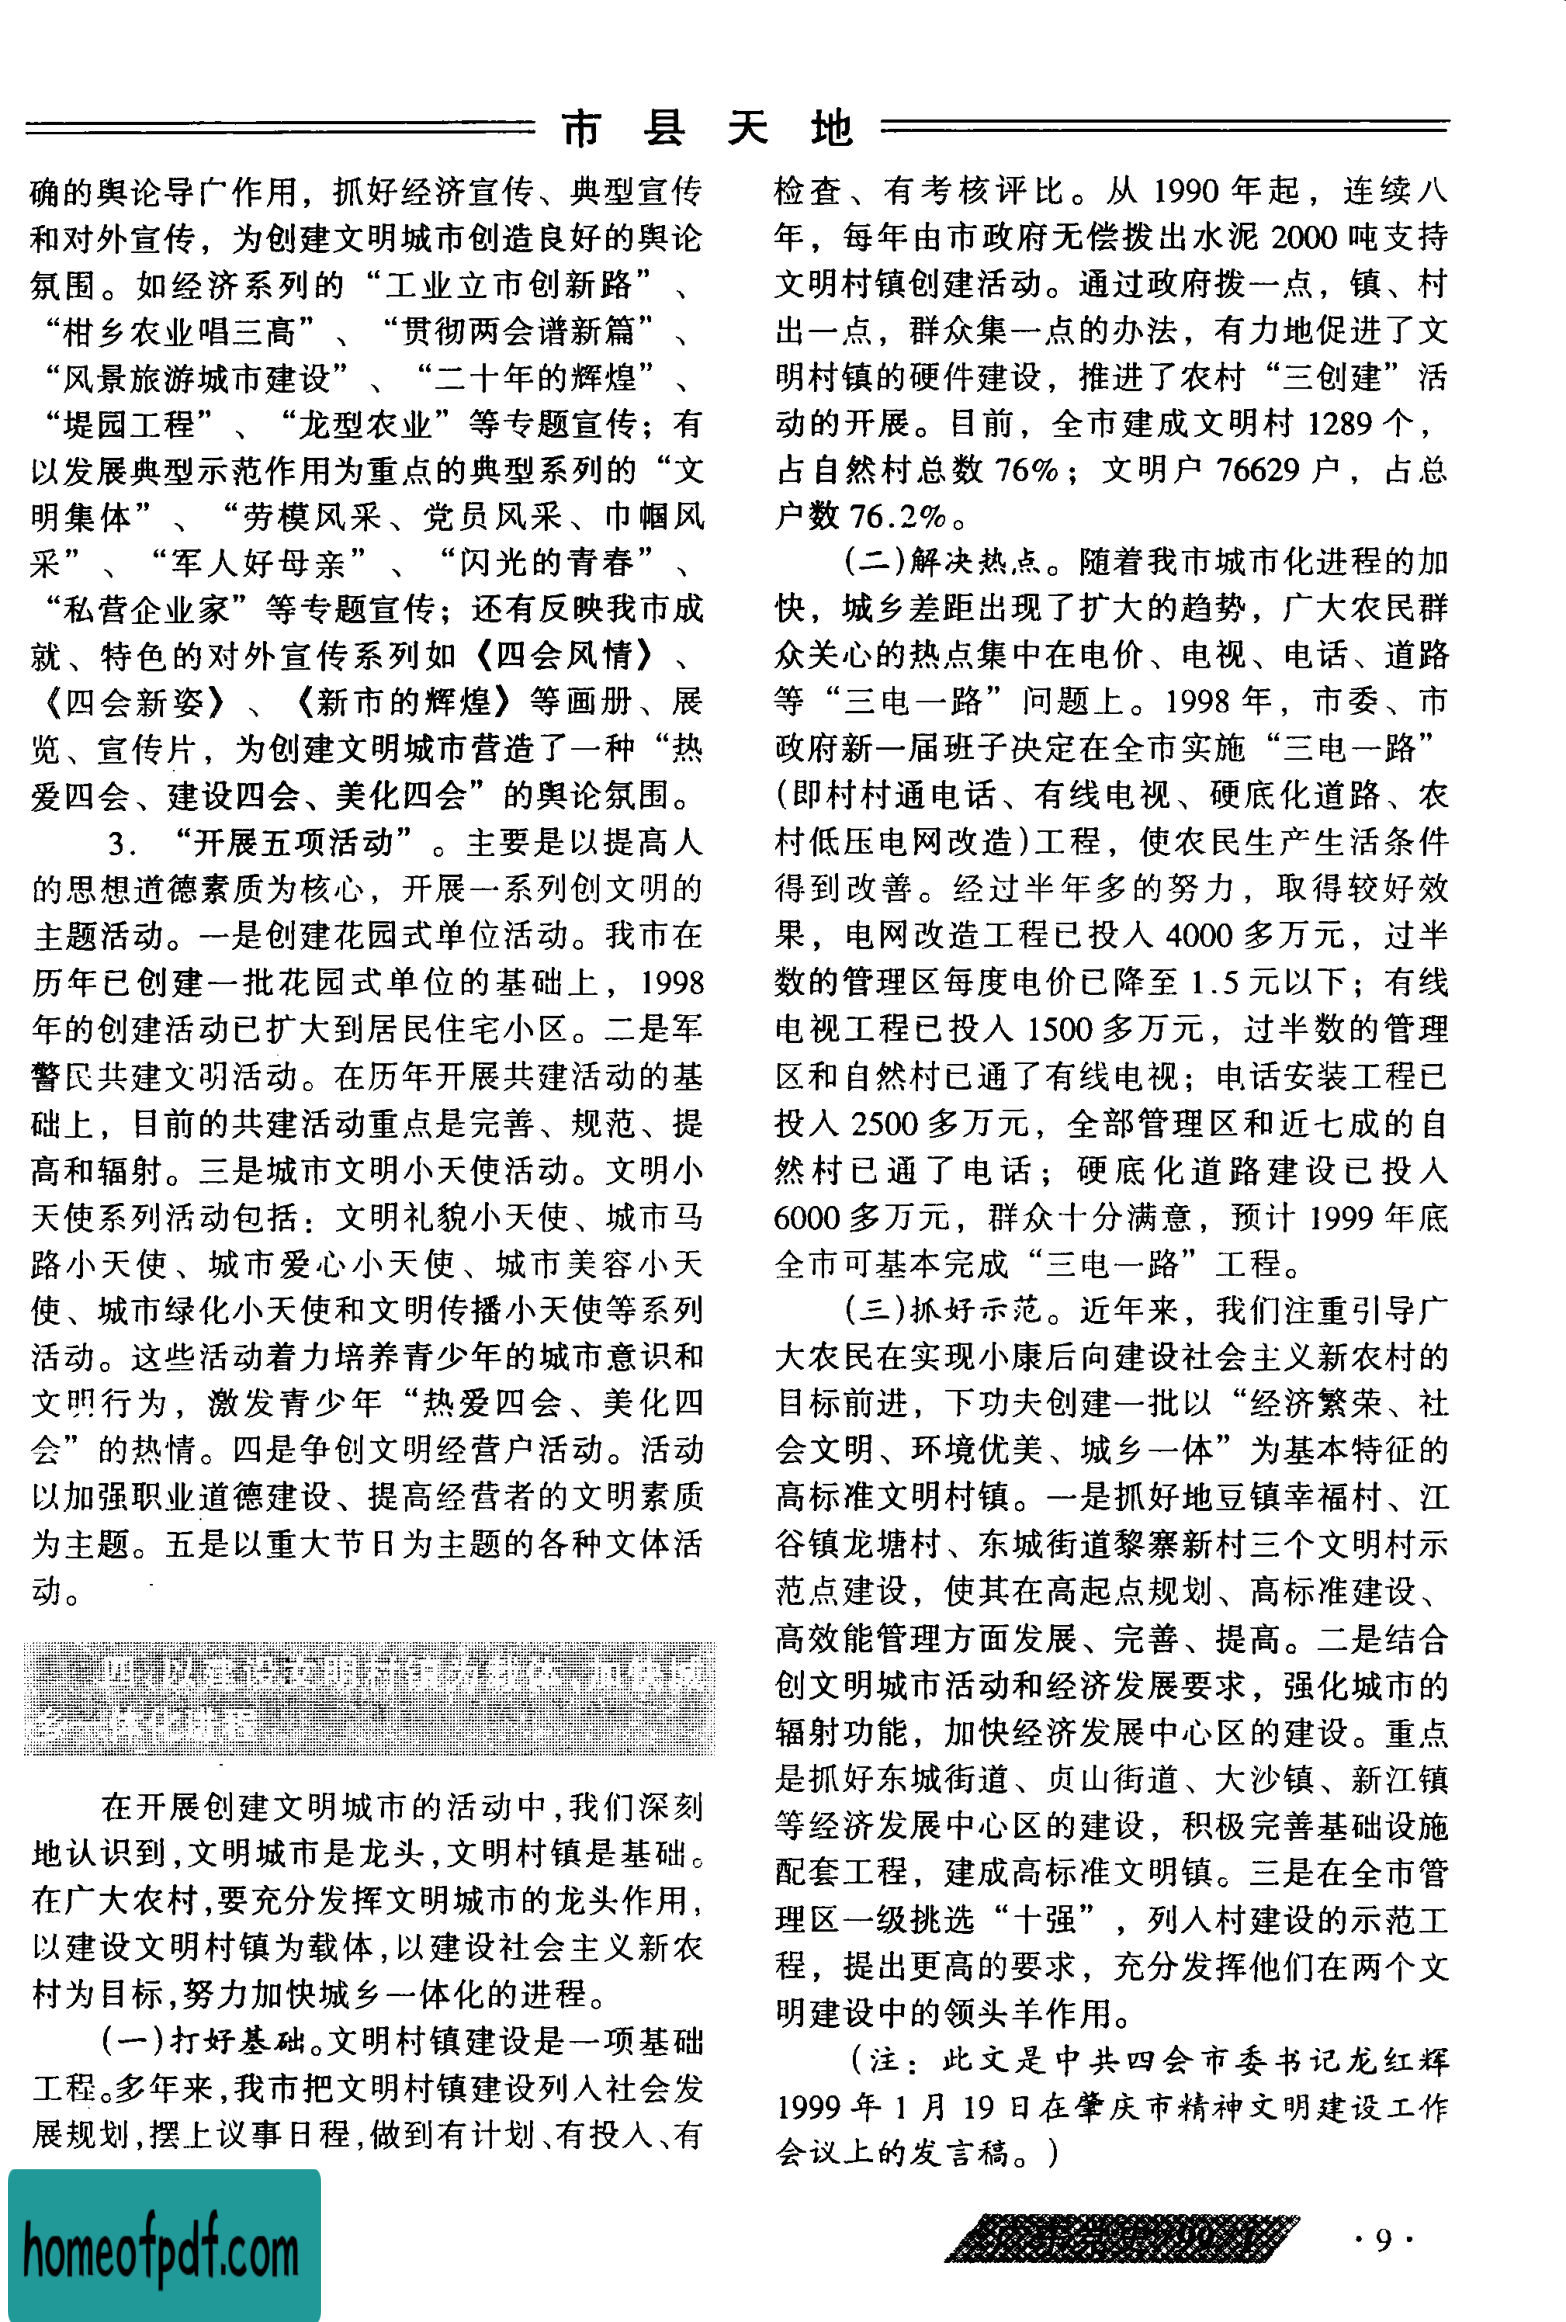 市县天地
确的舆论导广作用，抓好经济宣传、典型宣传
和对外宣传，为创建文明城市创造良好的舆论
氛围。如经济系列的“工业立市创新路”、
“柑乡农业唱三高”、“贯彻两会谱新篇”、
“风景旅游城市建设”、“二十年的辉煌”、
“堤园工程”、“龙型农业”等专题宣传；有
以发展典型示范作用为重点的典型系列的“文
明集体”、“劳模风采、党员风采、巾帼风
采”、“军人好母亲”、“闪光的青春”、
“私营企业家”等专题宣传；还有反映我市成
就、特色的对外宣传系列如《四会风情》、
《四会新姿》、《新市的辉煌》等画册、展
览、宣传片，为创建文明城市营造了一种“热
爱四会、建设四会、美化四会”的舆论氛围。
3. “开展五项活动”。主要是以提高人
的思想道德素质为核心，开展一系列创文明的
主题活动。一是创建花园式单位活动。我市在
历年已创建一批花园式单位的基础上，1998
年的创建活动已扩大到居民住宅小区。二是军
警民共建文明活动。在历年开展共建活动的基
础上，目前的共建活动重点是完善、规范、提
高和辐射。三是城市文明小天使活动。文明小
天使系列活动包括：文明礼貌小天使、城市马
路小天使、城市爱心小天使、城市美容小天
使、城市绿化小天使和文明传播小天使等系列
活动。这些活动着力培养青少年的城市意识和
文明行为，激发青少年“热爱四会、美化四
会”的热情。四是争创文明经营户活动。活动
以加强职业道德建设、提高经营者的文明素质
为主题。五是以重大节日为主题的各种文体活
动。
四、以建设文明村镇为载体，加快城
乡一体化进程
在开展创建文明城市的活动中,我们深刻
地认识到,文明城市是龙头,文明村镇是基础。
在广大农村,要充分发挥文明城市的龙头作用,
以建设文明村镇为载体,以建设社会主义新农
村为目标,努力加快城乡一体化的进程。
(一)打好基础。文明村镇建设是一项基础
工程。多年来,我市把文明村镇建设列入社会发
展规划,摆上议事日程,做到有计划、有投入、有
检查、有考核评比。从 1990 年起，连续八
年，每年由市政府无偿拨出水泥 2000 吨支持
文明村镇创建活动。通过政府拨一点，镇、村
出一点，群众集一点的办法，有力地促进了文
明村镇的硬件建设，推进了农村“三创建”活
动的开展。目前，全市建成文明村 1289 个，
占自然村总数 76%；文明户 76629 户，占总
户数 76.2%。
(二)解决热点。随着我市城市化进程的加
快，城乡差距出现了扩大的趋势，广大农民群
众关心的热点集中在电价、电视、电话、道路
等“三电一路”问题上。1998 年，市委、市
政府新一届班子决定在全市实施“三电一路”
(即村村通电话、有线电视、硬底化道路、农
村低压电网改造)工程，使农民生产生活条件
得到改善。经过半年多的努力，取得较好效
果，电网改造工程已投入 4000 多万元，过半
数的管理区每度电价已降至 1.5 元以下；有线
电视工程已投入 1500 多万元，过半数的管理
区和自然村已通了有线电视；电话安装工程已
投入 2500 多万元，全部管理区和近七成的自
然村已通了电话；硬底化道路建设已投入
6000 多万元，群众十分满意，预计 1999 年底
全市可基本完成“三电一路”工程。
(三)抓好示范。近年来，我们注重引导广
大农民在实现小康后向建设社会主义新农村的
目标前进，下功夫创建一批以“经济繁荣、社
会文明、环境优美、城乡一体”为基本特征的
高标准文明村镇。一是抓好地豆镇幸福村、江
谷镇龙塘村、东城街道黎寨新村三个文明村示
范点建设，使其在高起点规划、高标准建设、
高效能管理方面发展、完善、提高。二是结合
创文明城市活动和经济发展要求，强化城市的
辐射功能，加快经济发展中心区的建设。重点
是抓好东城街道、贞山街道、大沙镇、新江镇
等经济发展中心区的建设，积极完善基础设施
配套工程，建成高标准文明镇。三是在全市管
理区一级挑选“十强”，列入村建设的示范工
程，提出更高的要求，充分发挥他们在两个文
明建设中的领头羊作用。
(注：此文是中共四会市委书记龙红辉
1999 年 1 月 19 日在肇庆市精神文明建设工作
会议上的发言稿。)
·9·
homeofpdf.com